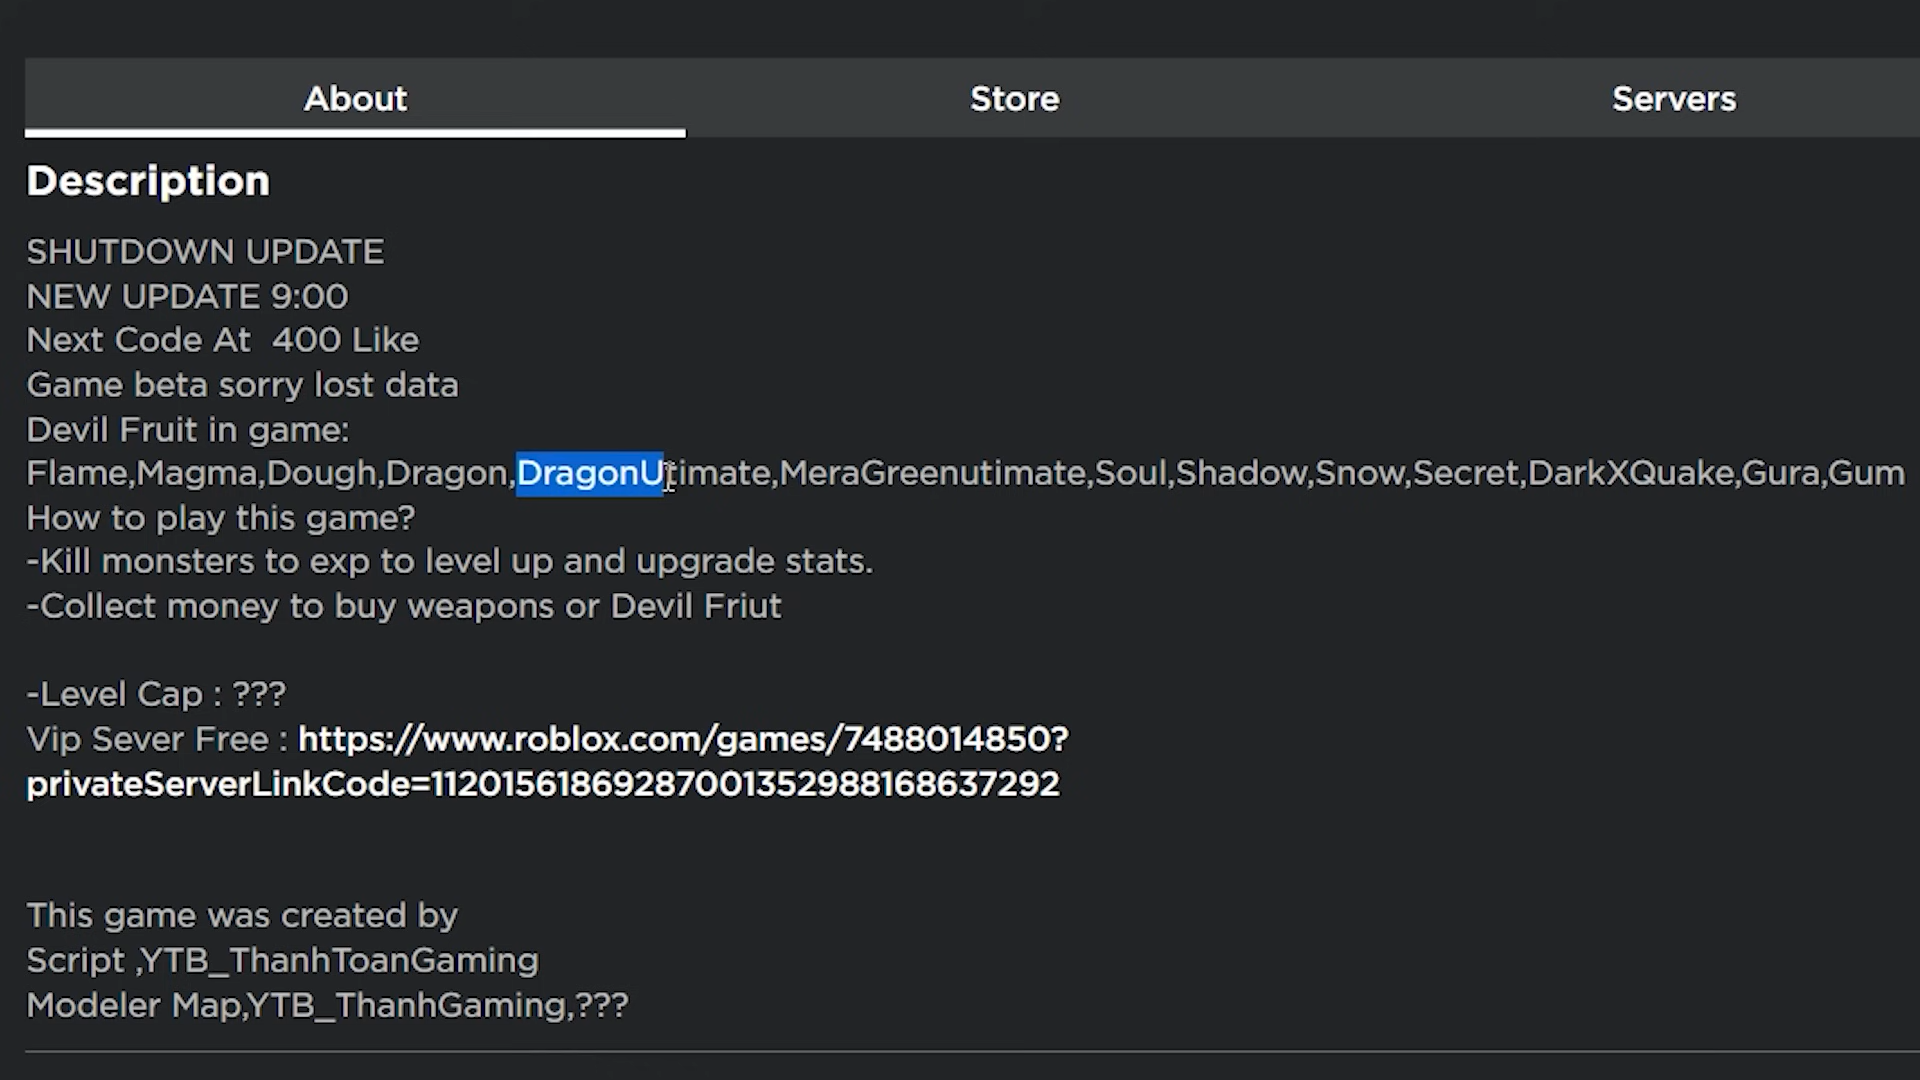 About Store Servers
Description
SHUTDOWN UPDATE
NEW UPDATE 9:00
Next Code At  400 Like
Game beta sorry lost data
Devil Fruit in game:
Flame,Magma,Dough,Dragon,DragonUtimate,MeraGreenutimate,Soul,Shadow,Snow,Secret,DarkXQuake,Gura,Gum
How to play this game?
-Kill monsters to exp to level up and upgrade stats.
-Collect money to buy weapons or Devil Friut
-Level Cap : ???
Vip Sever Free : https://www.roblox.com/games/7488014850?
privateServerLinkCode=11201561869287001352988168637292
This game was created by
Script ,YTB_ThanhToanGaming
Modeler Map,YTB_ThanhGaming,???